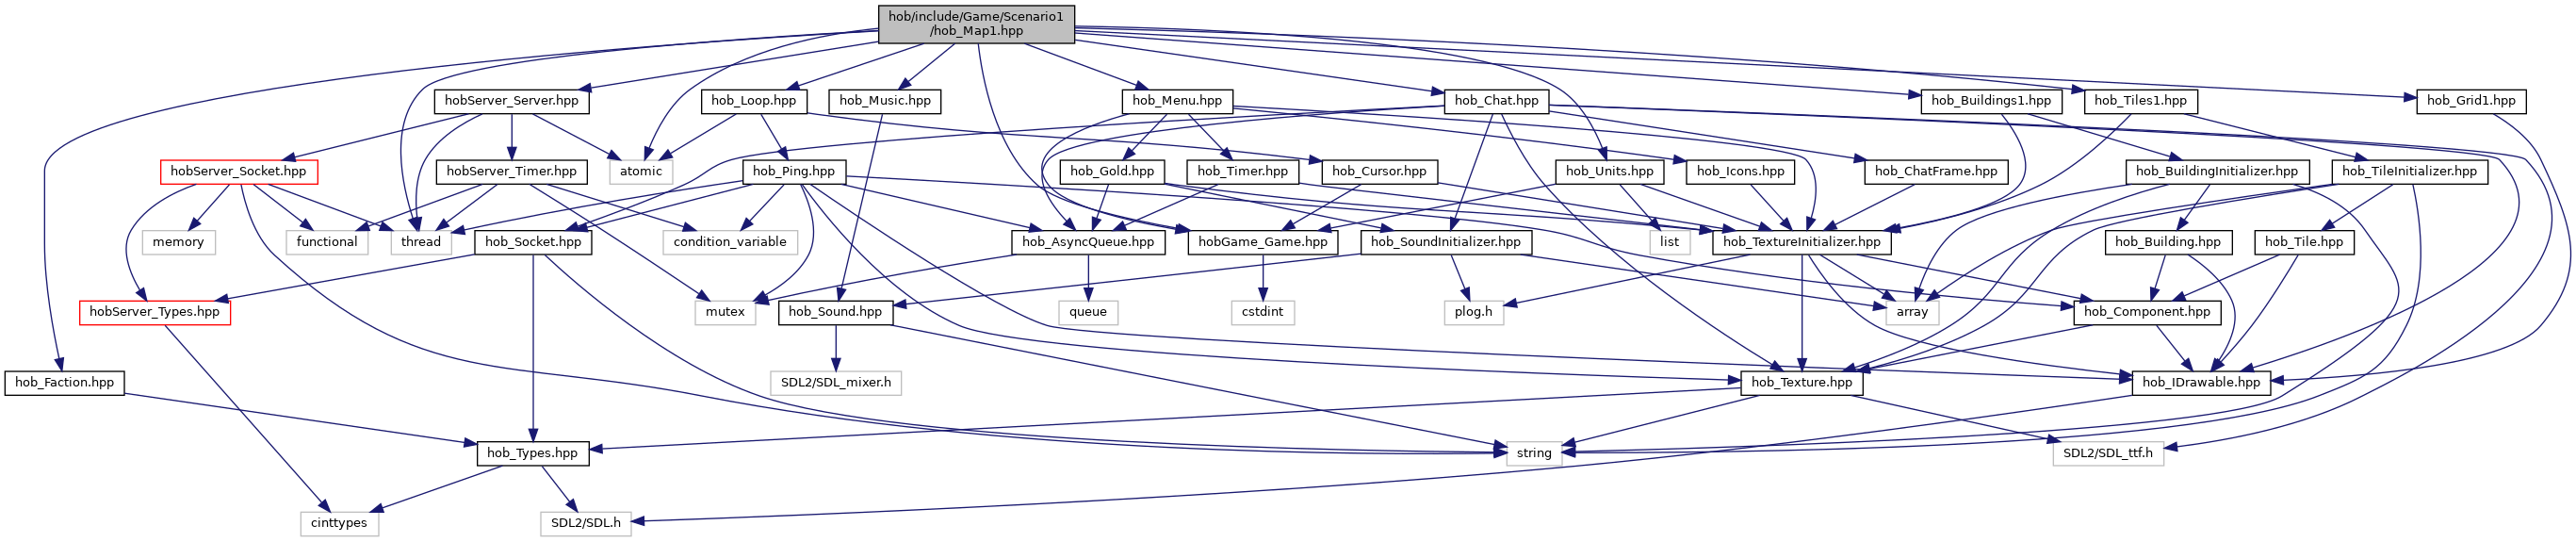 hob/include/Game/Scenario1
/hob_Map1.hpp
hobServer_Server.hpp
hob_Loop.hpp
hob_Music.hpp
hob_Menu.hpp
hob_Chat.hpp
hob_Buildings1.hpp
hob_Tiles1.hpp
hob_Grid1.hpp
hobServer_Socket.hpp
hobServer_Timer.hpp
atomic
hob_Ping.hpp
hob_Gold.hpp
hob_Timer.hpp
hob_Cursor.hpp
hob_Units.hpp
hob_Icons.hpp
hob_ChatFrame.hpp
hob_BuildingInitializer.hpp
hob_TileInitializer.hpp
memory
functional
thread
hob_Socket.hpp
condition_variable
hob_AsyncQueue.hpp
hobGame_Game.hpp
hob_SoundInitializer.hpp
list
hob_TextureInitializer.hpp
hob_Building.hpp
hob_Tile.hpp
hobServer_Types.hpp
mutex
hob_Sound.hpp
queue
cstdint
plog.h
array
hob_Component.hpp
hob_Faction.hpp
SDL2/SDL_mixer.h
hob_Texture.hpp
hob_IDrawable.hpp
hob_Types.hpp
string
SDL2/SDL_ttf.h
cinttypes
SDL2/SDL.h